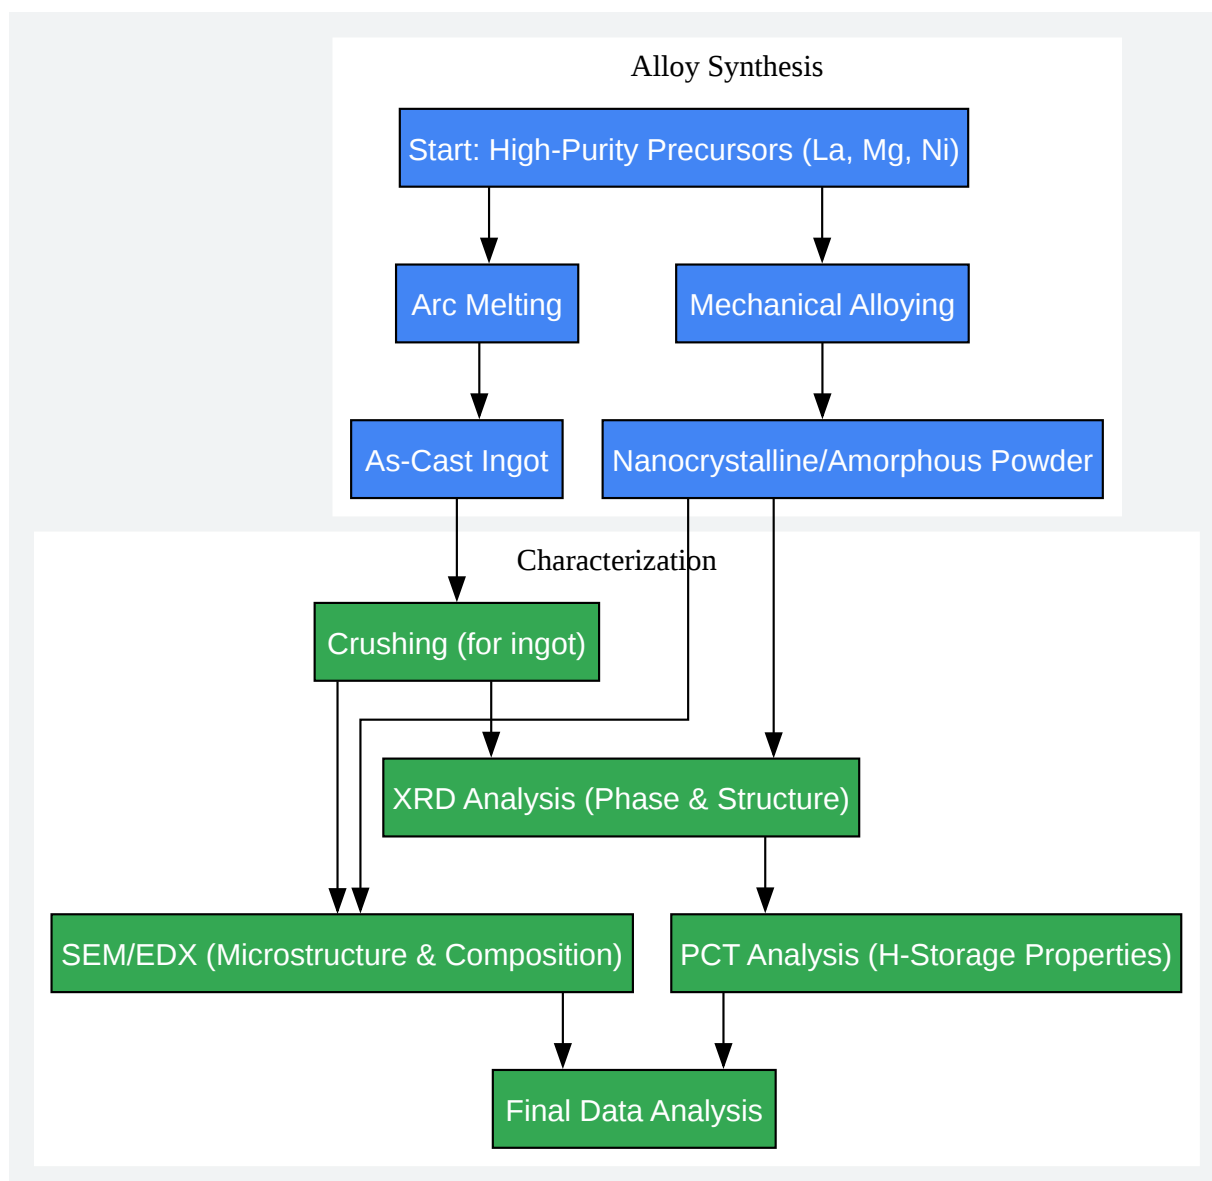 Alloy Synthesis
Start: High-Purity Precursors (La, Mg, Ni)
Arc Melting
Mechanical Alloying
As-Cast Ingot
Nanocrystalline/Amorphous Powder
Characterization
Crushing (for ingot)
XRD Analysis (Phase & Structure)
SEM/EDX (Microstructure & Composition)
PCT Analysis (H-Storage Properties)
Final Data Analysis